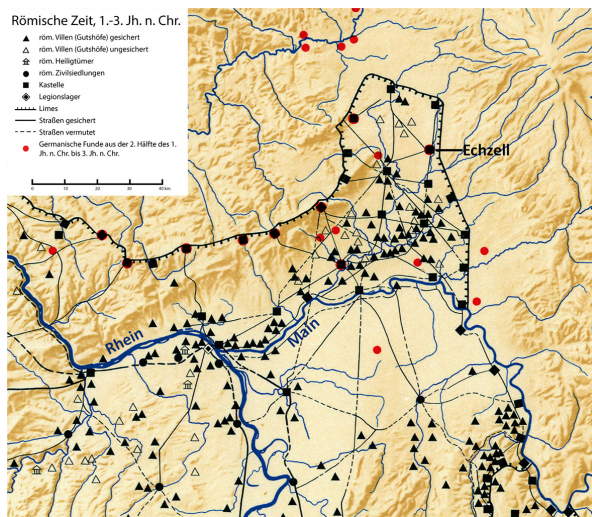 Römische Zeit, 1.-3. Jh. n. Chr.
röm. Villen (Gutshöfe) gesichert
röm. Villen (Gutshöfe) ungesichert
röm. Heiligtümer
röm. Zivilsiedlungen
Kastelle
Legionslager
Limes
Straßen gesichert
Straßen vermutet
Germanische Funde aus der 2. Hälfte des 1.
Jh. n. Chr. bis 3. Jh. n. Chr.
0 10 20 30 40 km
Echzell
Rhein
Main